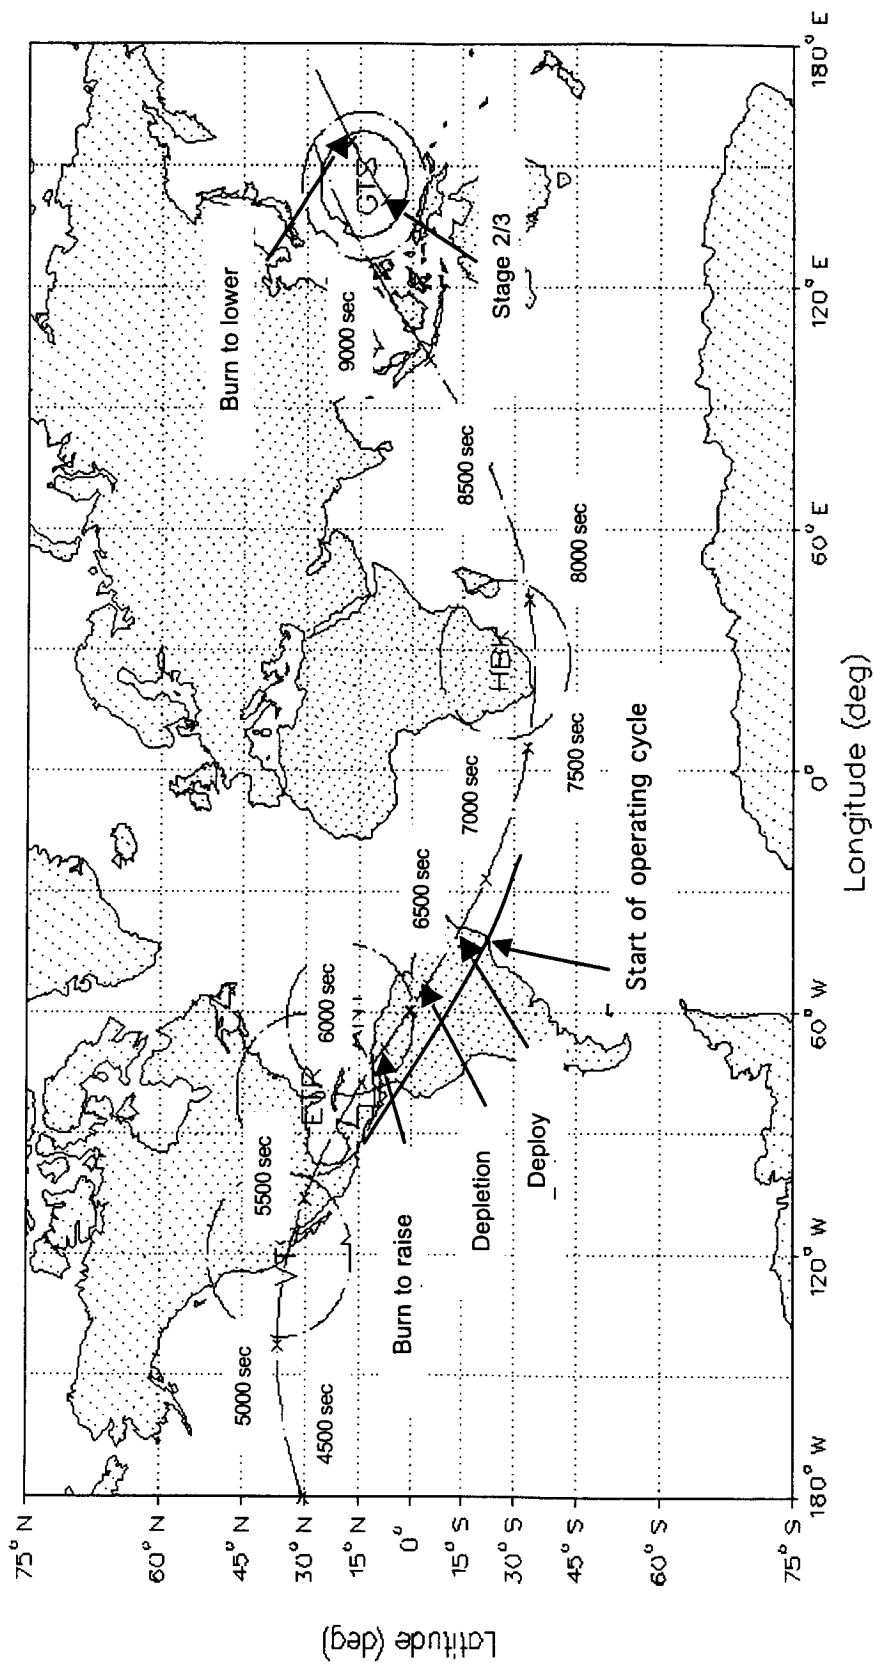 75° N
60° N
45° N
30° N
15° N
0°
15° S
30° S
45° S
60° S
75° S
Latitude (deg)
180° W
120° W
60° W
0°
60° E
120° E
180° E
Longitude (deg)
4500 sec
5000 sec
5500 sec
6000 sec
6500 sec
7000 sec
7500 sec
8000 sec
8500 sec
9000 sec
Burn to raise
Depletion
Deploy
Start of operating cycle
Burn to lower
Stage 2/3
HBK